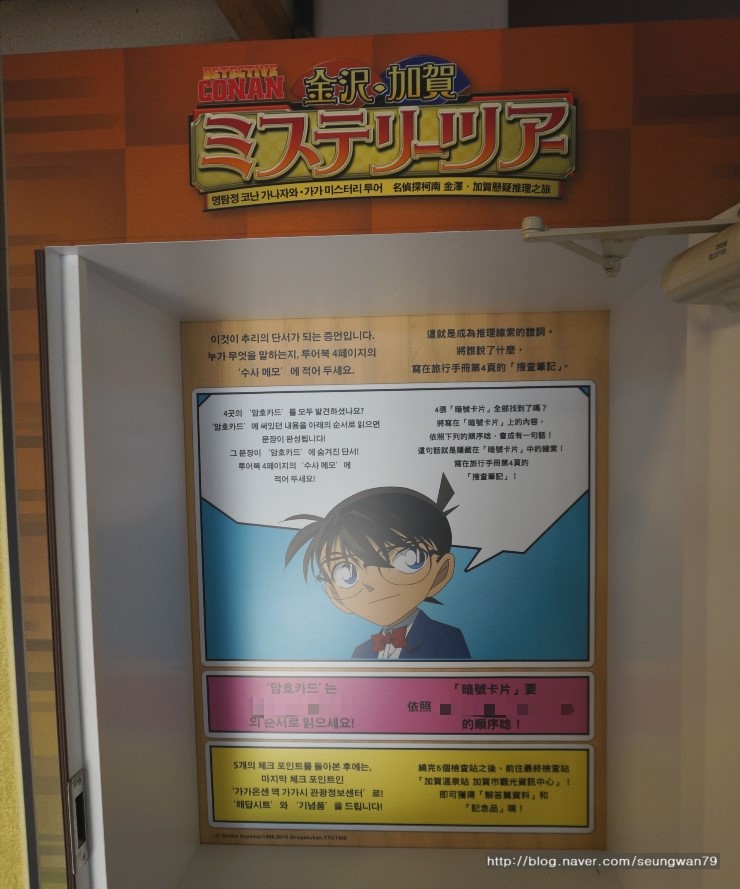 DETECTIVE
CONAN
金沢・加賀
ミステリーツアー
명탐정 코난 가나자와・가가 미스터리 투어 名偵探柯南 金澤・加賀懸疑推理之旅
이것이 추리의 단서가 되는 증언입니다.
누가 무엇을 말하는지, 투어북 4페이지의
‘수사 메모’에 적어 두세요.
這就是成為推理線索的證詞。
將誰說了什麼，
寫在旅行手冊第4頁的「搜查筆記」。
4곳의 ‘암호카드’를 모두 발견하셨나요?
‘암호카드’에 써있던 내용을 아래의 순서로 읽으면
문장이 완성됩니다!
그 문장이 ‘암호카드’에 숨겨진 단서!
투어북 4페이지의 ‘수사 메모’에
적어 두세요!
4張「暗號卡片」全部找到了嗎？
將寫在「暗號卡片」上的內容，
依照下列的順序唸，會成有一句話！
這句話就是隱藏在「暗號卡片」中的線索！
寫在旅行手冊第4頁的
「搜查筆記」！
‘암호카드’는
의 순서로 읽으세요!
「暗號卡片」要
依照
的順序唸！
5개의 체크 포인트를 돌아본 후에는,
마지막 체크 포인트인
‘가가온센 역 가가시 관광정보센터’로!
‘해답시트’와 ‘기념품’을 드립니다!
繞完5個檢查站之後，前往最終檢查站
「加賀溫泉站 加賀市觀光資訊中心」！
即可獲得「解答篇資料」和
「記念品」唷！
http://blog.naver.com/seungwan79